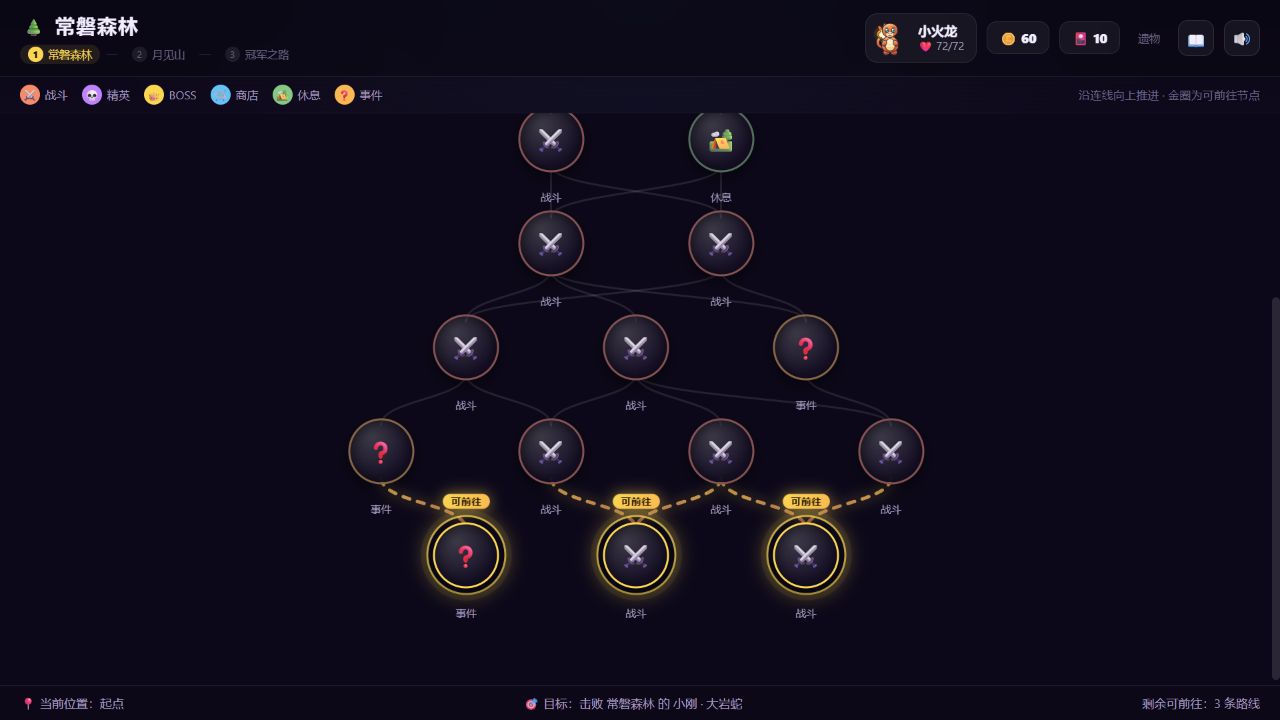 常磐森林
1 常磐森林
2 月见山
3 冠军之路
小火龙
72/72
60
10
遗物
战斗 精英 BOSS 商店 休息 事件
沿连线向上推进 · 金圈为可前往节点
战斗 休息
战斗 战斗
战斗 战斗 事件
可前往 可前往 可前往
事件 战斗 战斗 战斗
事件 战斗 战斗
当前位置：起点
目标：击败 常磐森林 的 小刚 · 大岩蛇
剩余可前往：3 条路线